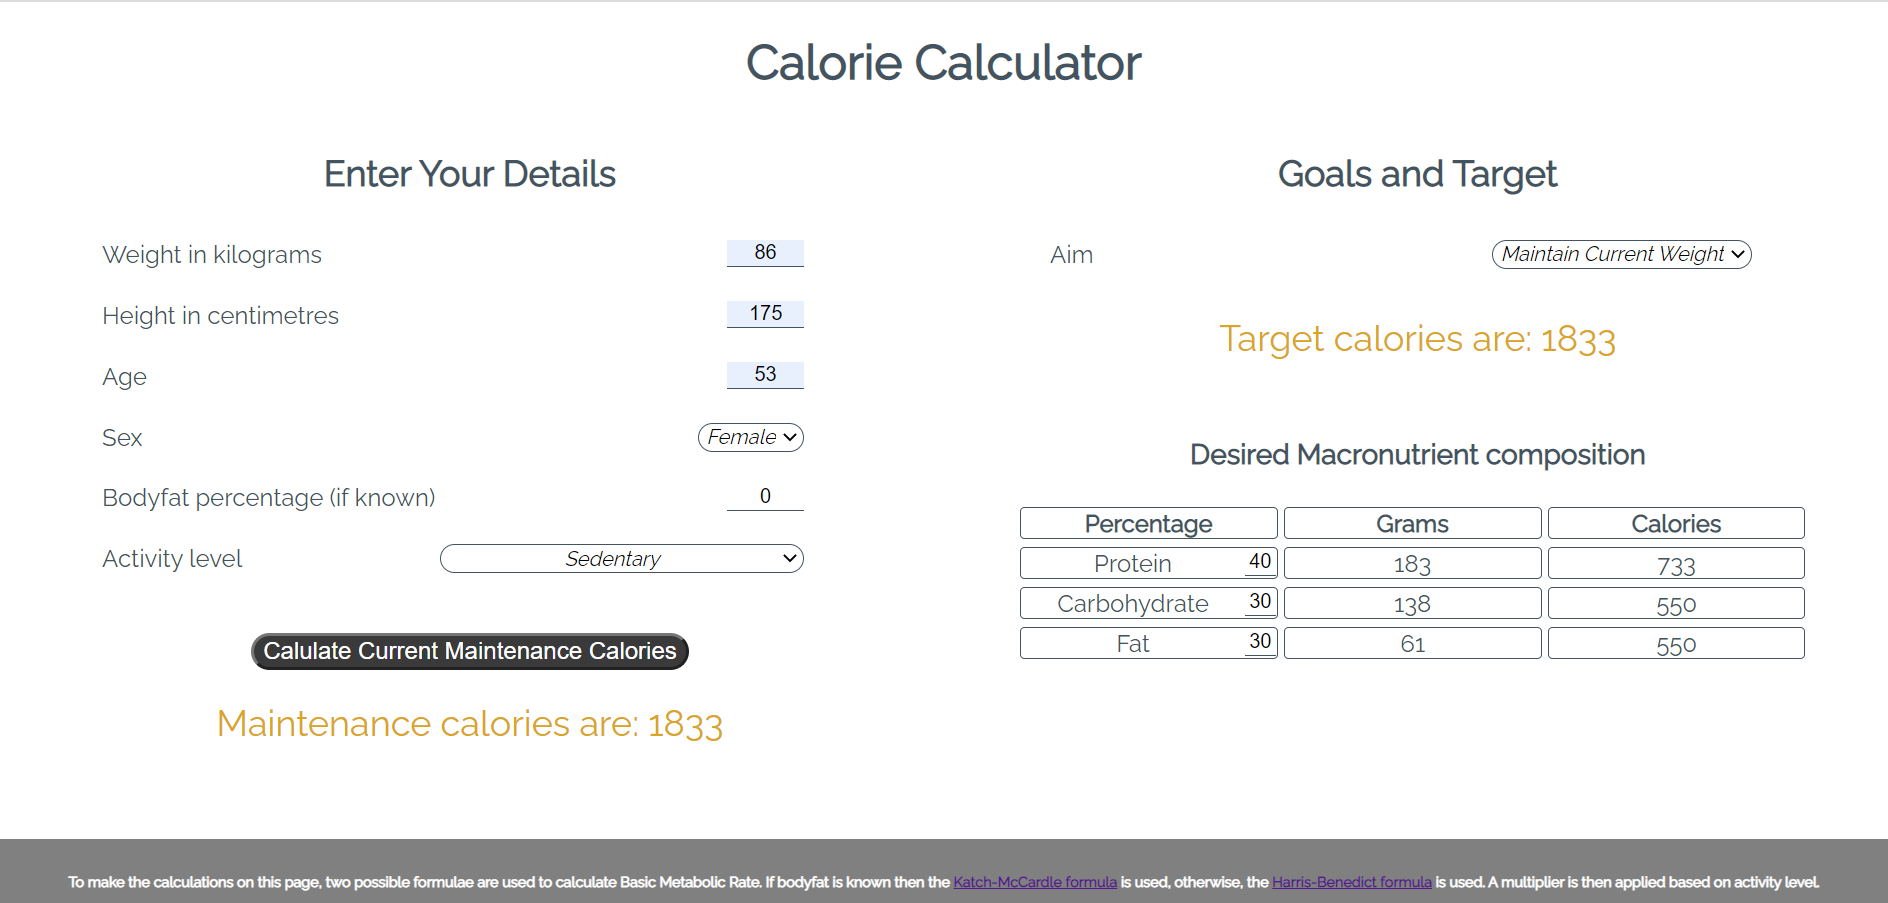 Calorie Calculator
Enter Your Details
Weight in kilograms 86
Height in centimetres 175
Age 53
Sex Female
Bodyfat percentage (if known) 0
Activity level Sedentary
Calulate Current Maintenance Calories
Maintenance calories are: 1833
Goals and Target
Aim Maintain Current Weight
Target calories are: 1833
Desired Macronutrient composition
Percentage Grams Calories
Protein 40 183 733
Carbohydrate 30 138 550
Fat 30 61 550
To make the calculations on this page, two possible formulae are used to calculate Basic Metabolic Rate. If bodyfat is known then the Katch-McCardle formula is used, otherwise, the Harris-Benedict formula is used. A multiplier is then applied based on activity level.